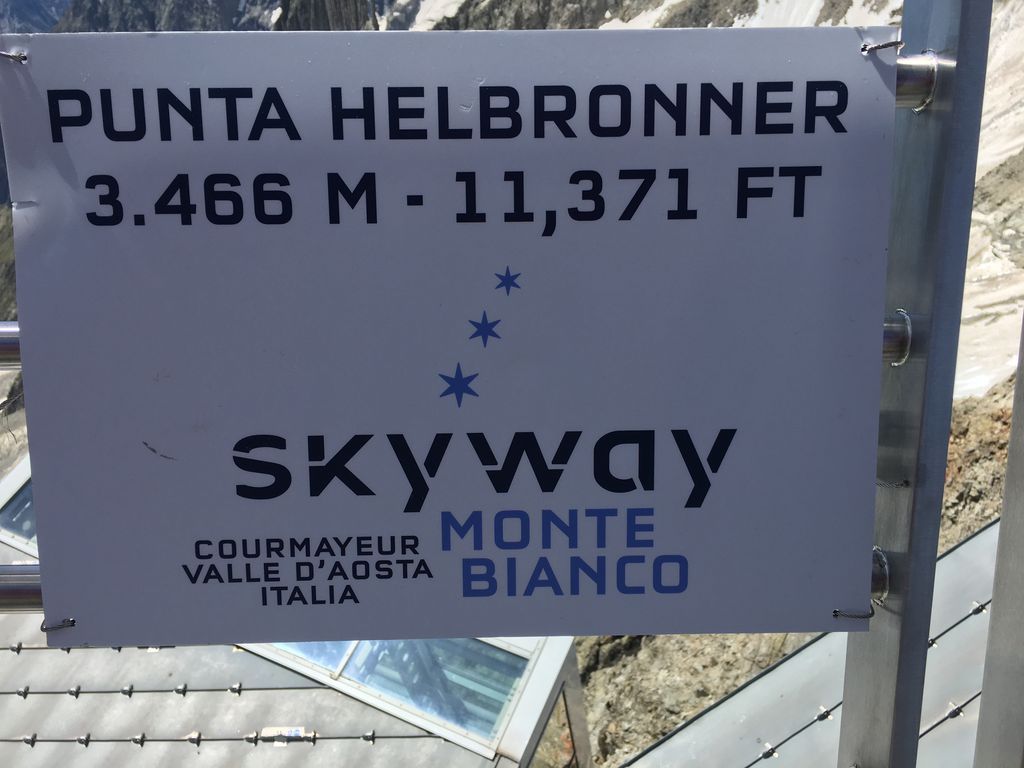 PUNTA HELBRONNER
3.466 M - 11,371 FT
skyway
MONTE
BIANCO
COURMAYEUR
VALLE D'AOSTA
ITALIA